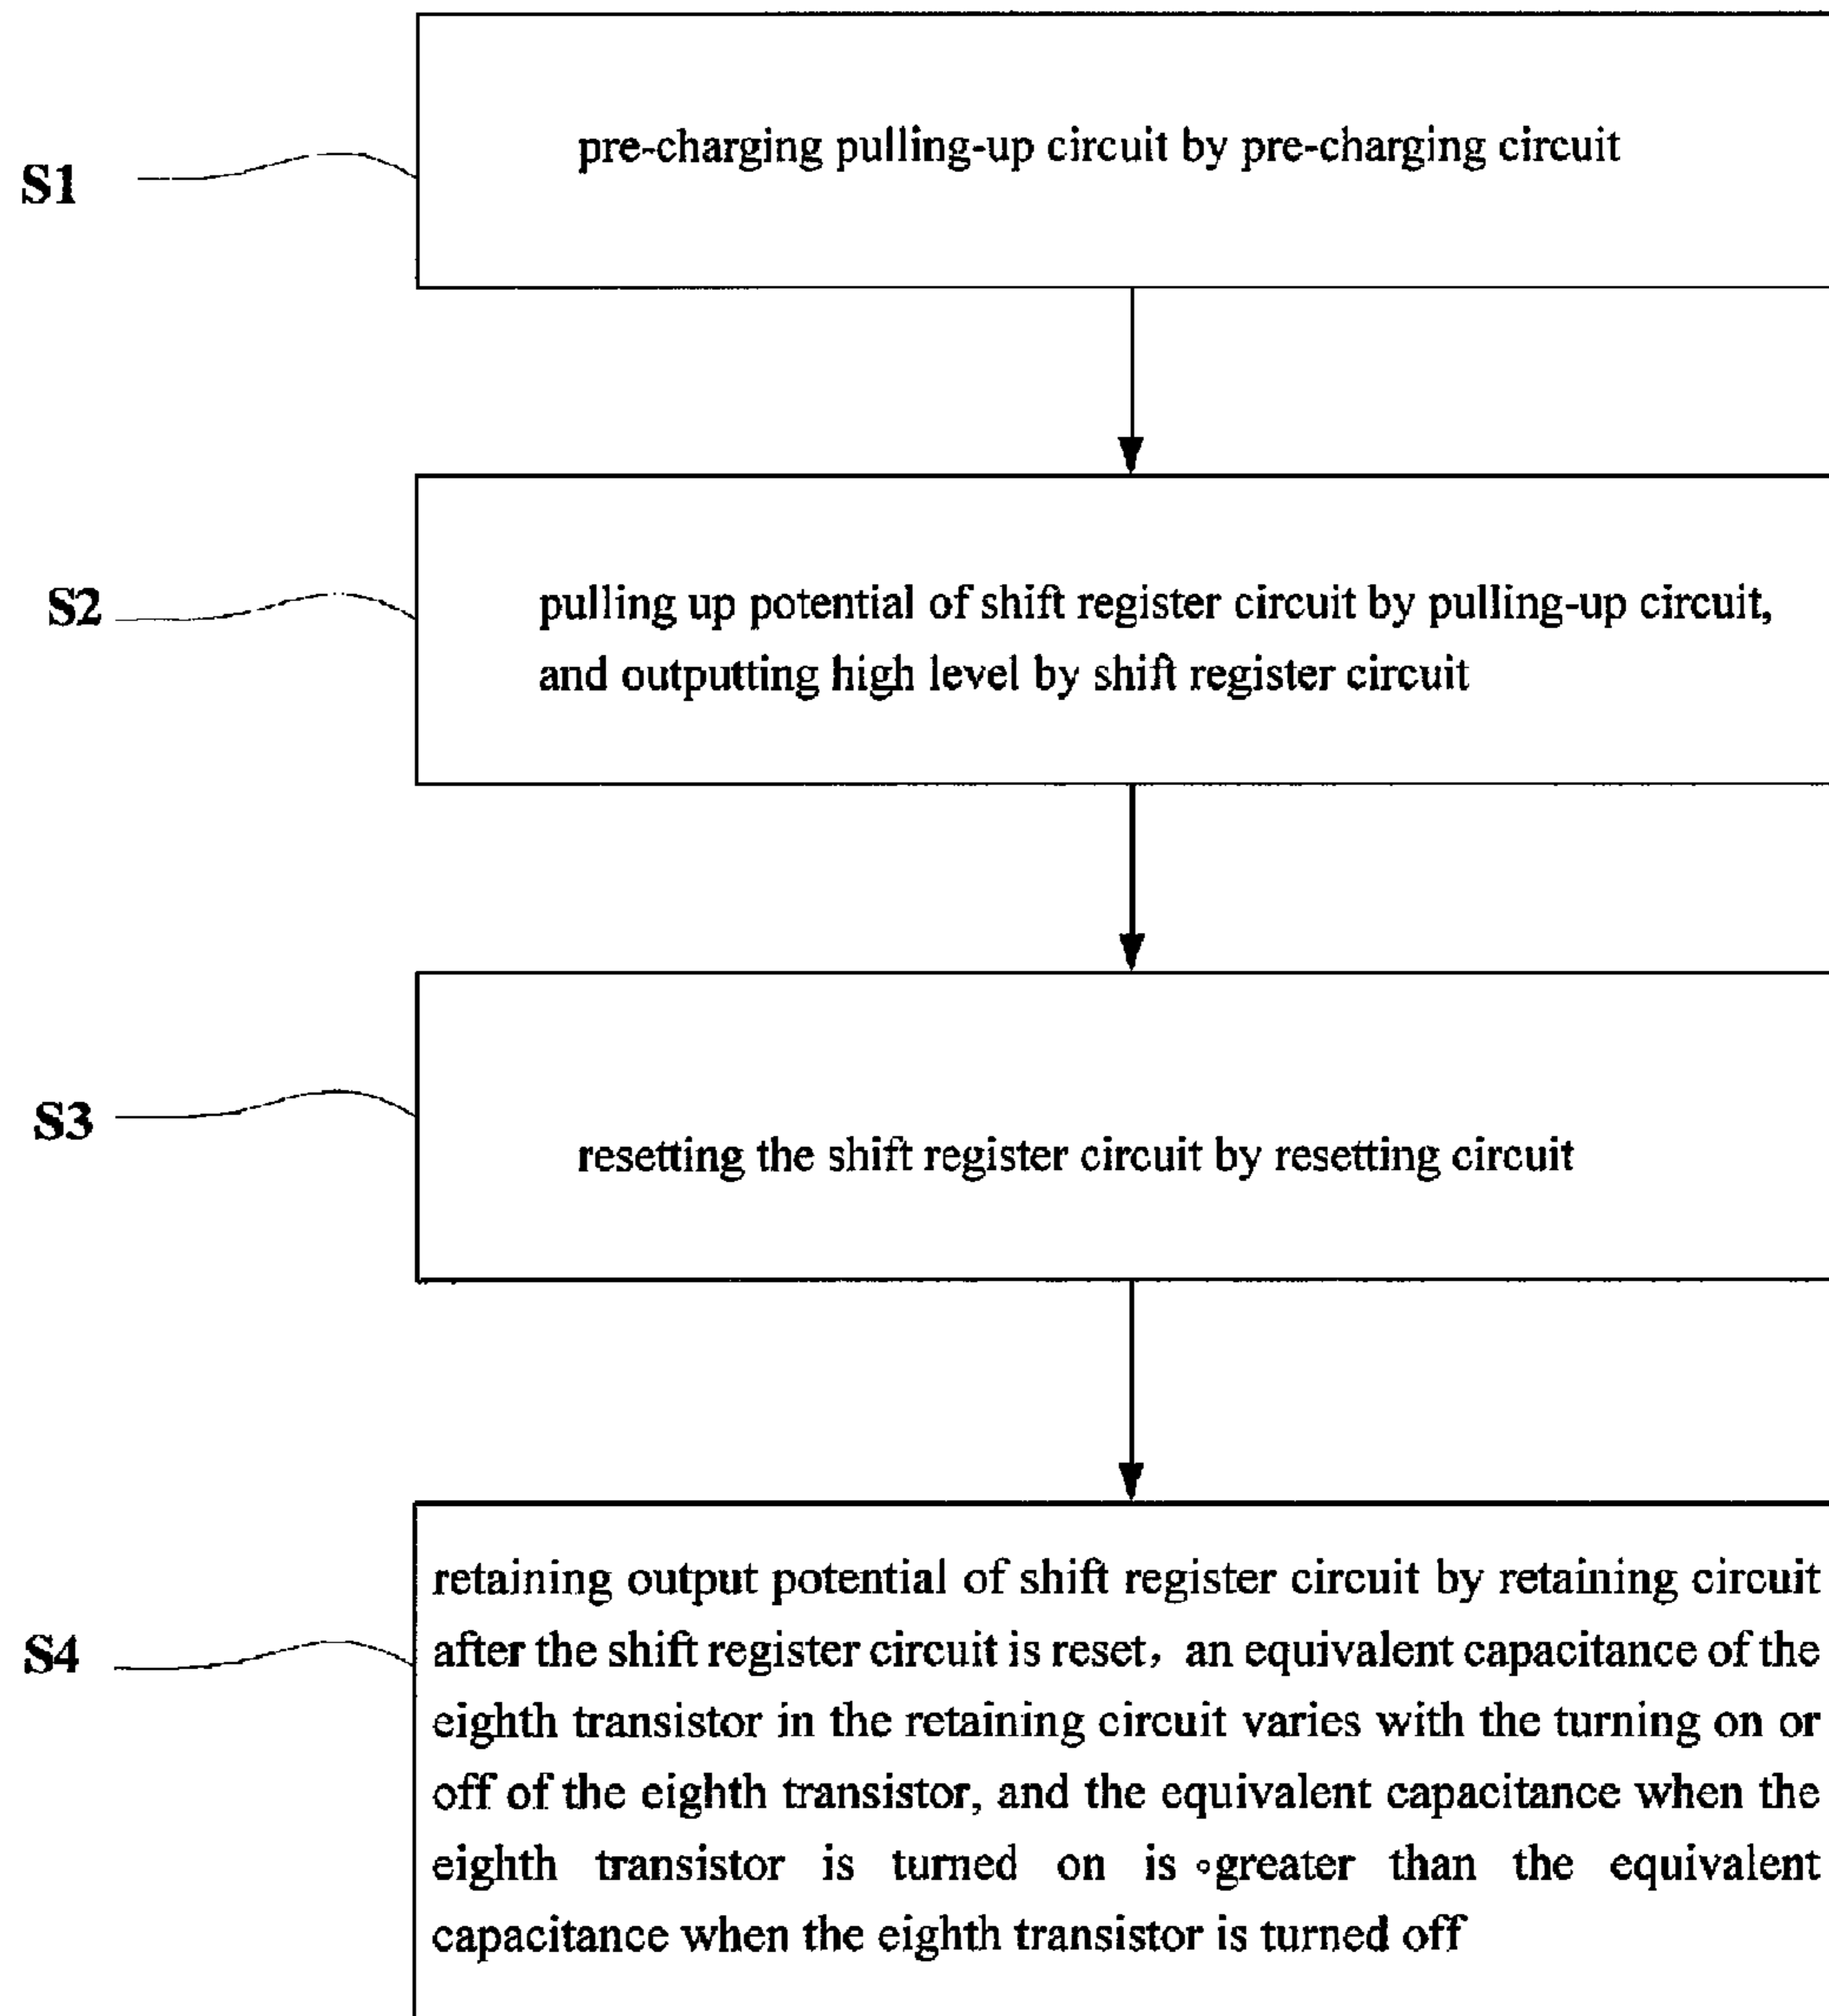 S1
pre-charging pulling-up circuit by pre-charging circuit
S2
pulling up potential of shift register circuit by pulling-up circuit,
and outputting high level by shift register circuit
S3
resetting the shift register circuit by resetting circuit
S4
retaining output potential of shift register circuit by retaining circuit
after the shift register circuit is reset, an equivalent capacitance of the
eighth transistor in the retaining circuit varies with the turning on or
off of the eighth transistor, and the equivalent capacitance when the
eighth transistor is turned on is greater than the equivalent
capacitance when the eighth transistor is turned off